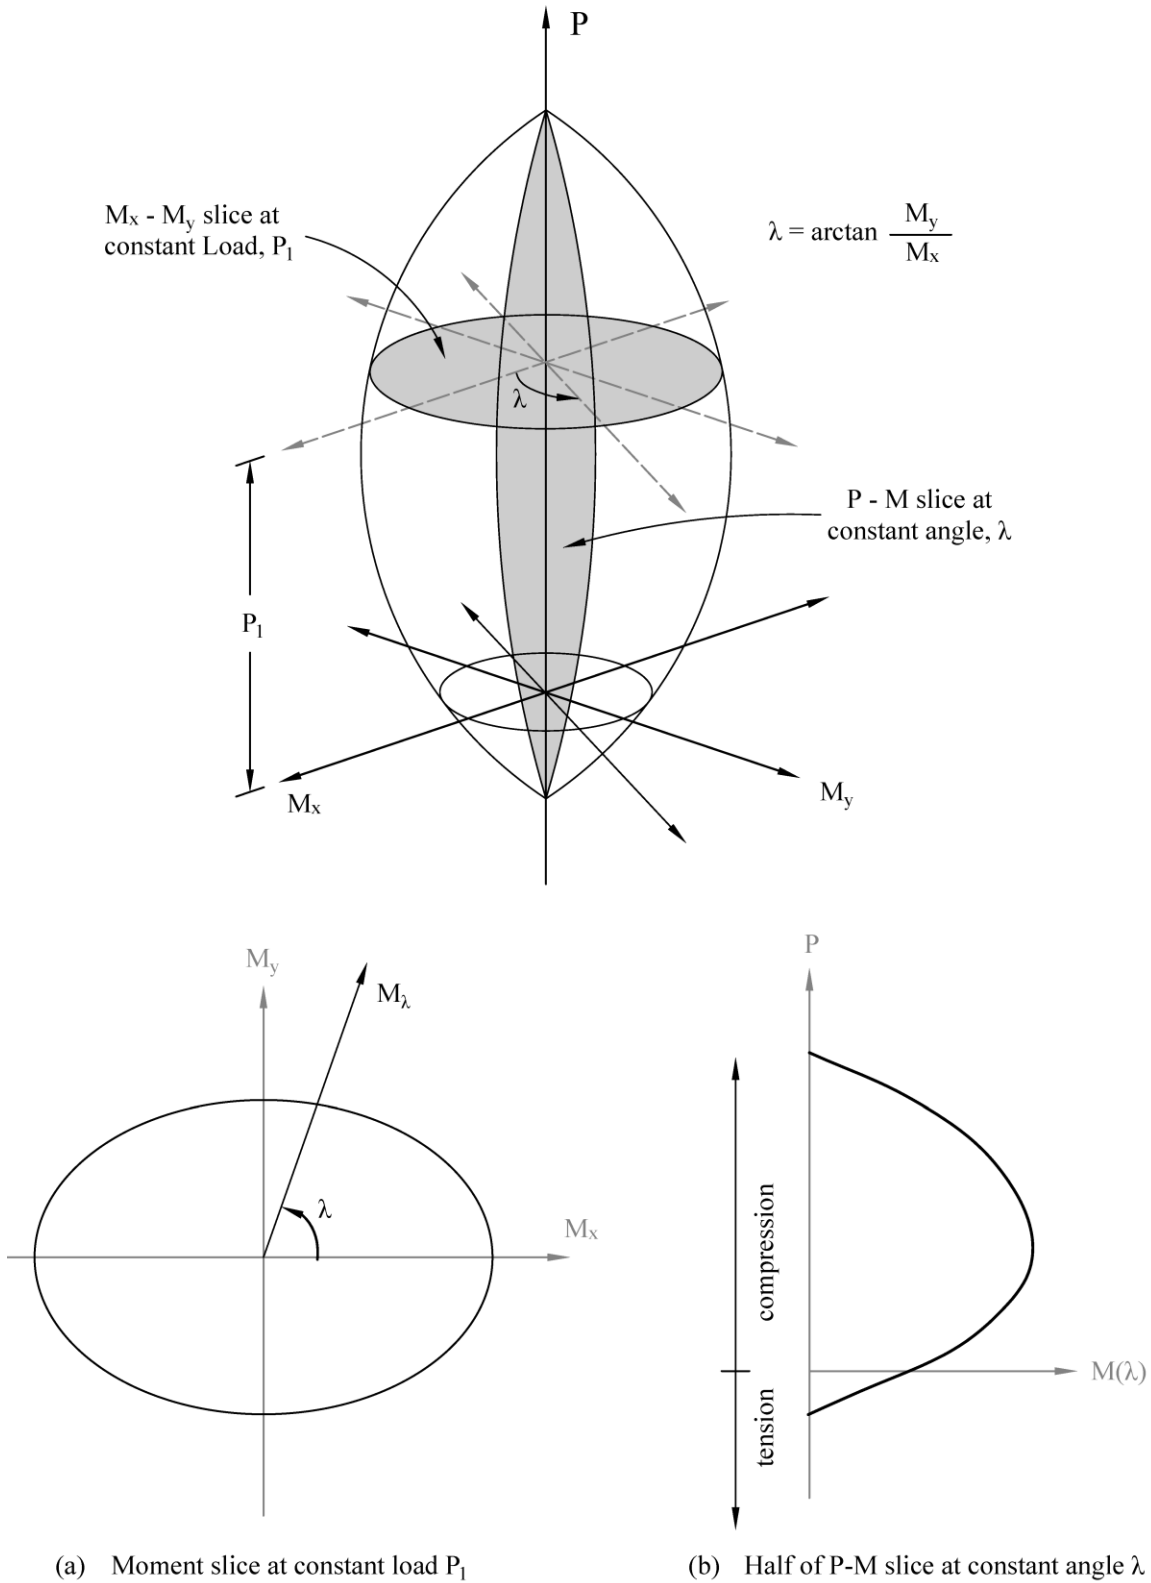 P
Mx - My slice at
constant Load, P1
λ = arctan My
Mx
λ
P - M slice at
constant angle, λ
P1
Mx
My
My
Mλ
λ
Mx
P
compression
tension
M(λ)
(a) Moment slice at constant load P1
(b) Half of P-M slice at constant angle λ